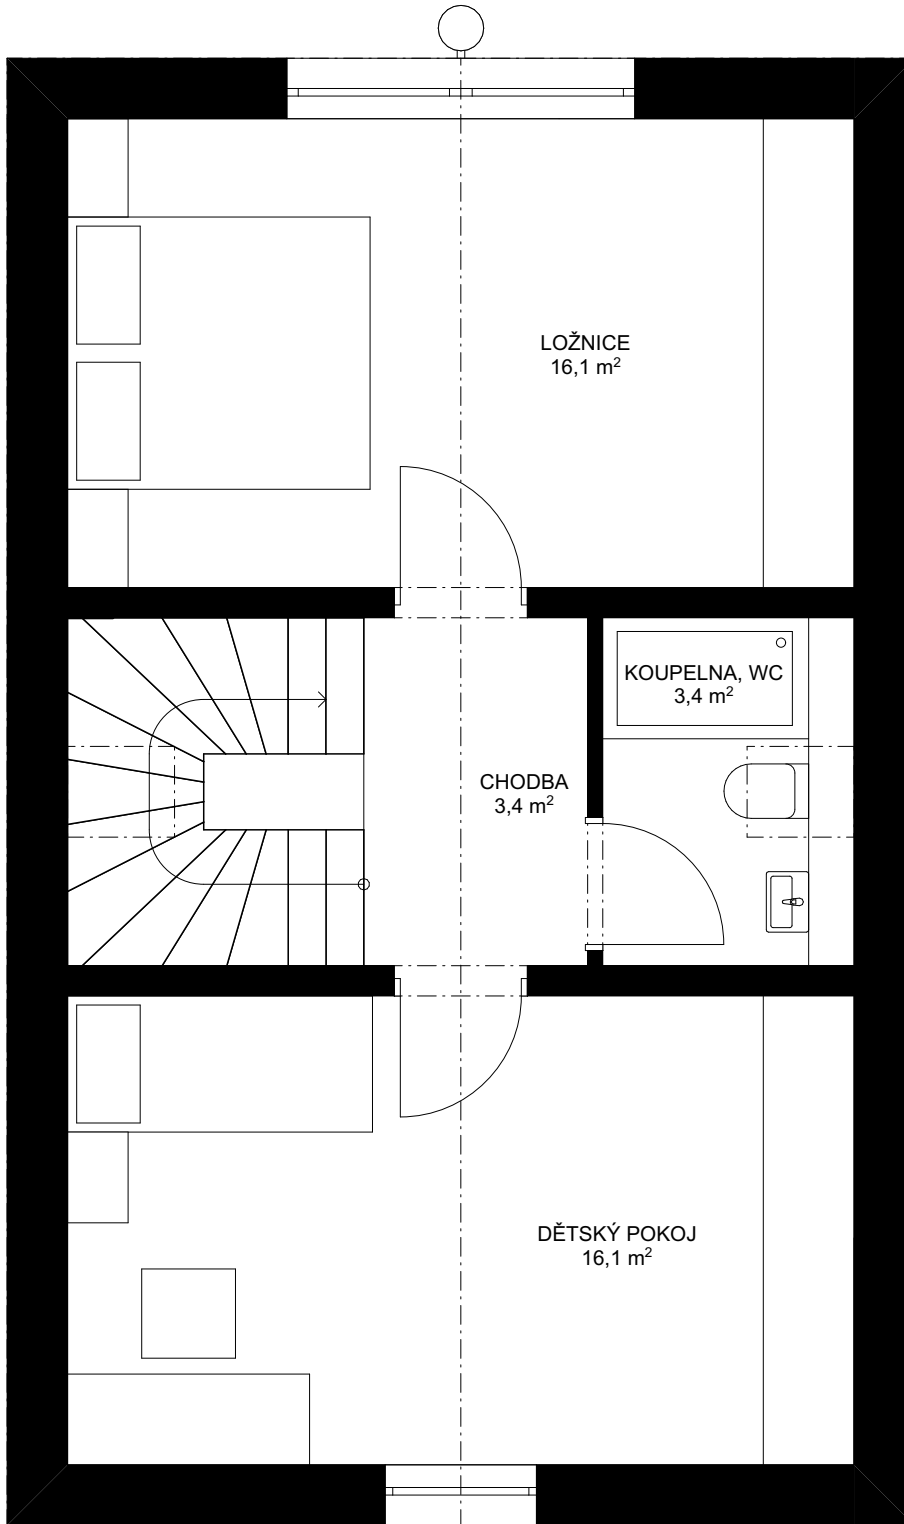 LOŽNICE
16,1 m²
KOUPELNA, WC
3,4 m²
CHODBA
3,4 m²
DĚTSKÝ POKOJ
16,1 m²